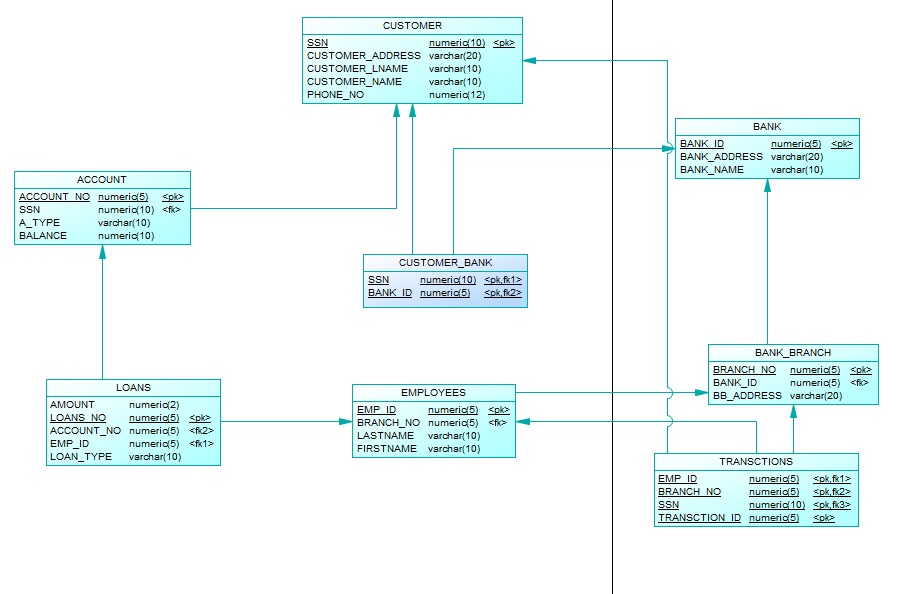 CUSTOMER
SSN numeric(10) <pk>
CUSTOMER_ADDRESS varchar(20)
CUSTOMER_LNAME varchar(10)
CUSTOMER_NAME varchar(10)
PHONE_NO numeric(12)
BANK
BANK_ID numeric(5) <pk>
BANK_ADDRESS varchar(20)
BANK_NAME varchar(10)
ACCOUNT
ACCOUNT_NO numeric(5) <pk>
SSN numeric(10) <fk>
A_TYPE varchar(10)
BALANCE numeric(10)
CUSTOMER_BANK
SSN numeric(10) <pk,fk1>
BANK_ID numeric(5) <pk,fk2>
BANK_BRANCH
BRANCH_NO numeric(5) <pk>
BANK_ID numeric(5) <fk>
BB_ADDRESS varchar(20)
LOANS
AMOUNT numeric(2)
LOANS_NO numeric(5) <pk>
ACCOUNT_NO numeric(5) <fk2>
EMP_ID numeric(5) <fk1>
LOAN_TYPE varchar(10)
EMPLOYEES
EMP_ID numeric(5) <pk>
BRANCH_NO numeric(5) <fk>
LASTNAME varchar(10)
FIRSTNAME varchar(10)
TRANSCTIONS
EMP_ID numeric(5) <pk,fk1>
BRANCH_NO numeric(5) <pk,fk2>
SSN numeric(10) <pk,fk3>
TRANSCTION_ID numeric(5) <pk>